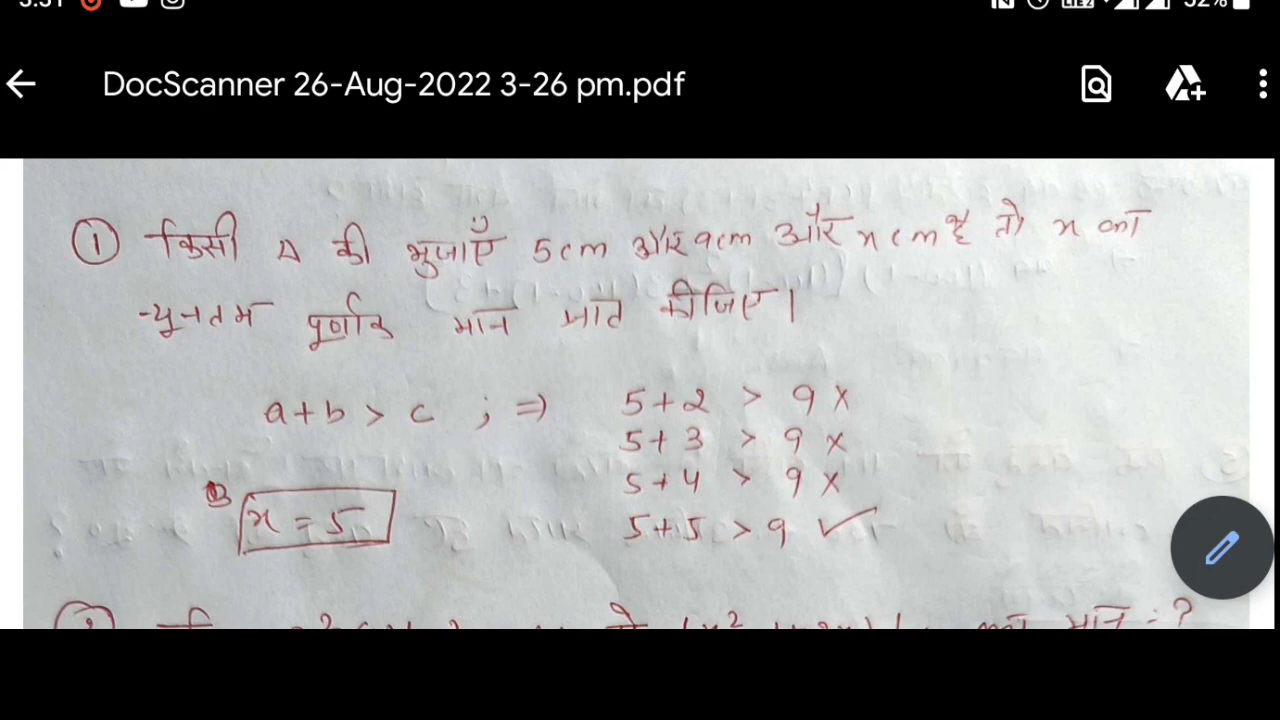 DocScanner 26-Aug-2022 3-26 pm.pdf
① किसी Δ की भुजाएँ 5cm और 9cm और x cm है तो x का
न्यूनतम पूर्णांक मान ज्ञात कीजिए।
a+b > c ; =>
5+2 > 9 x
5+3 > 9 x
5+4 > 9 x
x = 5
5+5 > 9 ✓